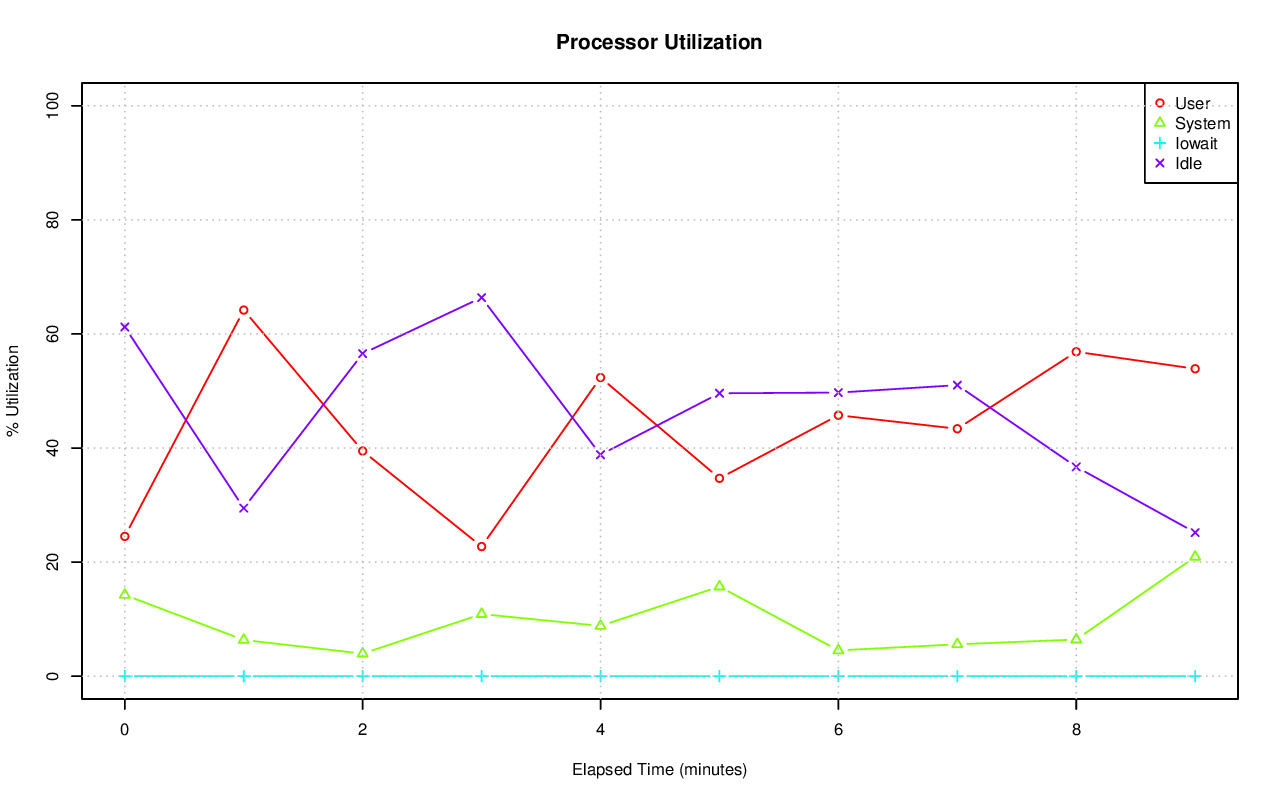 Processor Utilization
100
80
60
40
20
0
% Utilization
User
System
Iowait
Idle
0 2 4 6 8
Elapsed Time (minutes)